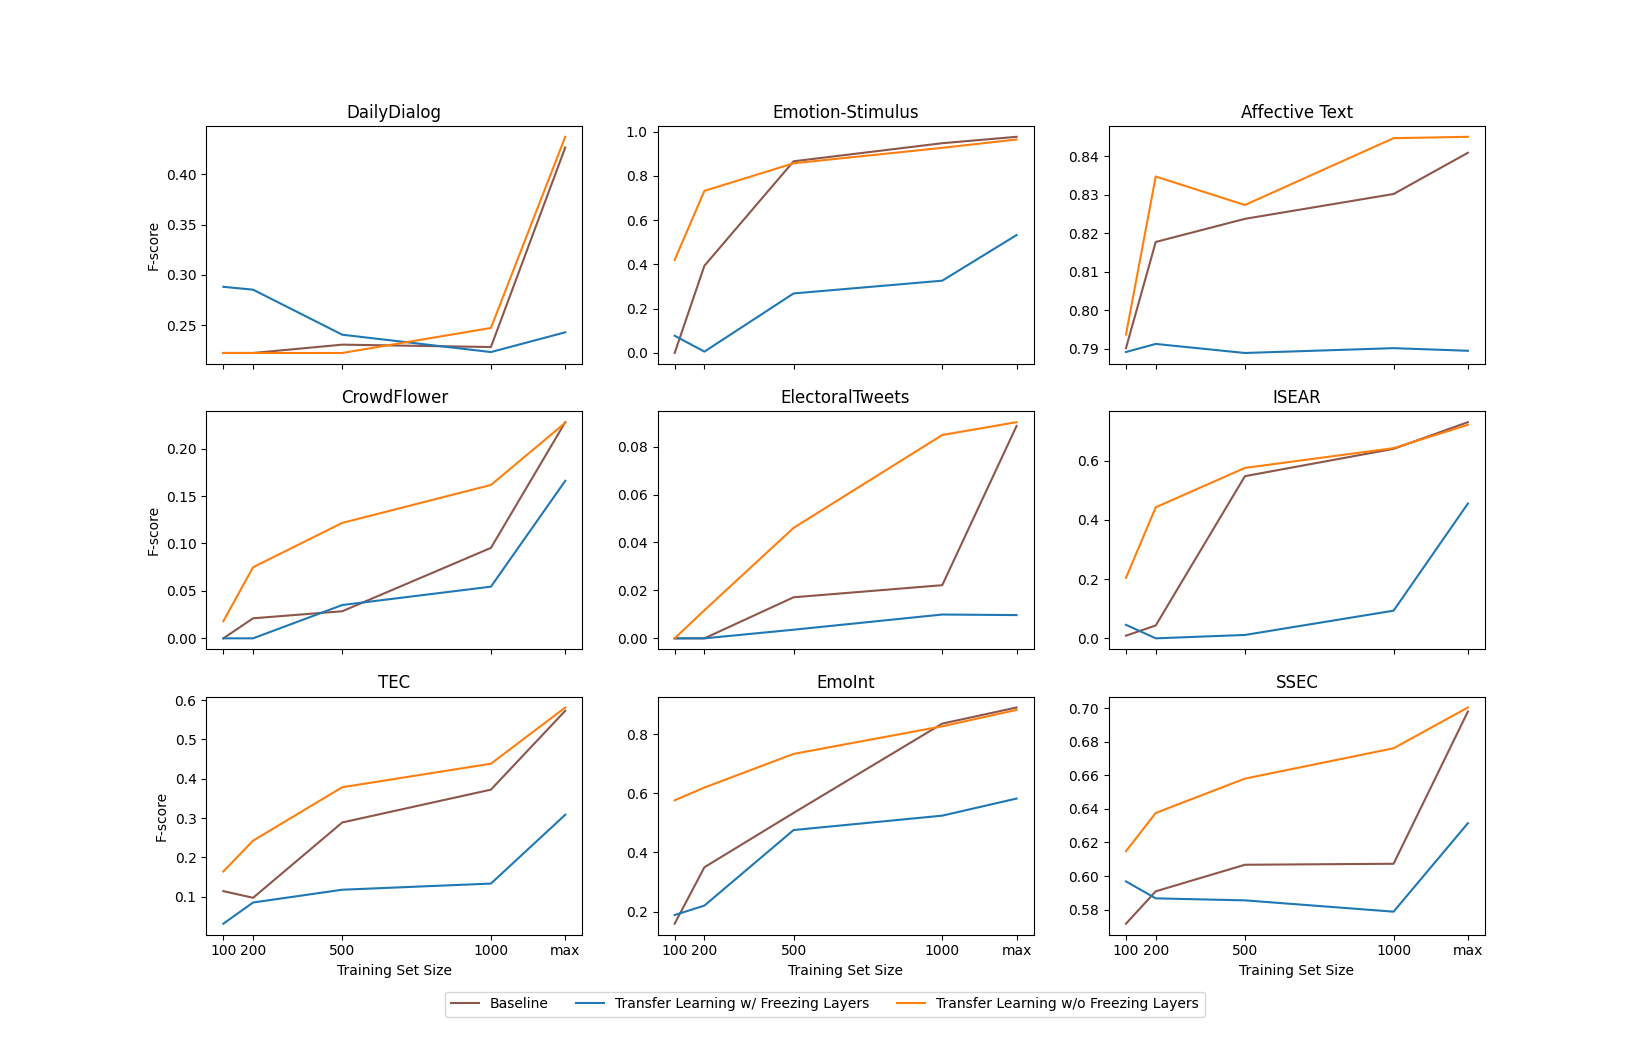 DailyDialog
Emotion-Stimulus
Affective Text
F-score
0.40
0.35
0.30
0.25
1.0
0.8
0.6
0.4
0.2
0.0
0.84
0.83
0.82
0.81
0.80
0.79
CrowdFlower
ElectoralTweets
ISEAR
F-score
0.20
0.15
0.10
0.05
0.00
0.08
0.06
0.04
0.02
0.00
0.6
0.4
0.2
0.0
TEC
EmoInt
SSEC
F-score
0.6
0.5
0.4
0.3
0.2
0.1
0.8
0.6
0.4
0.2
0.70
0.68
0.66
0.64
0.62
0.60
0.58
100 200 500 1000 max
100 200 500 1000 max
100 200 500 1000 max
Training Set Size
Training Set Size
Training Set Size
Baseline Transfer Learning w/ Freezing Layers Transfer Learning w/o Freezing Layers